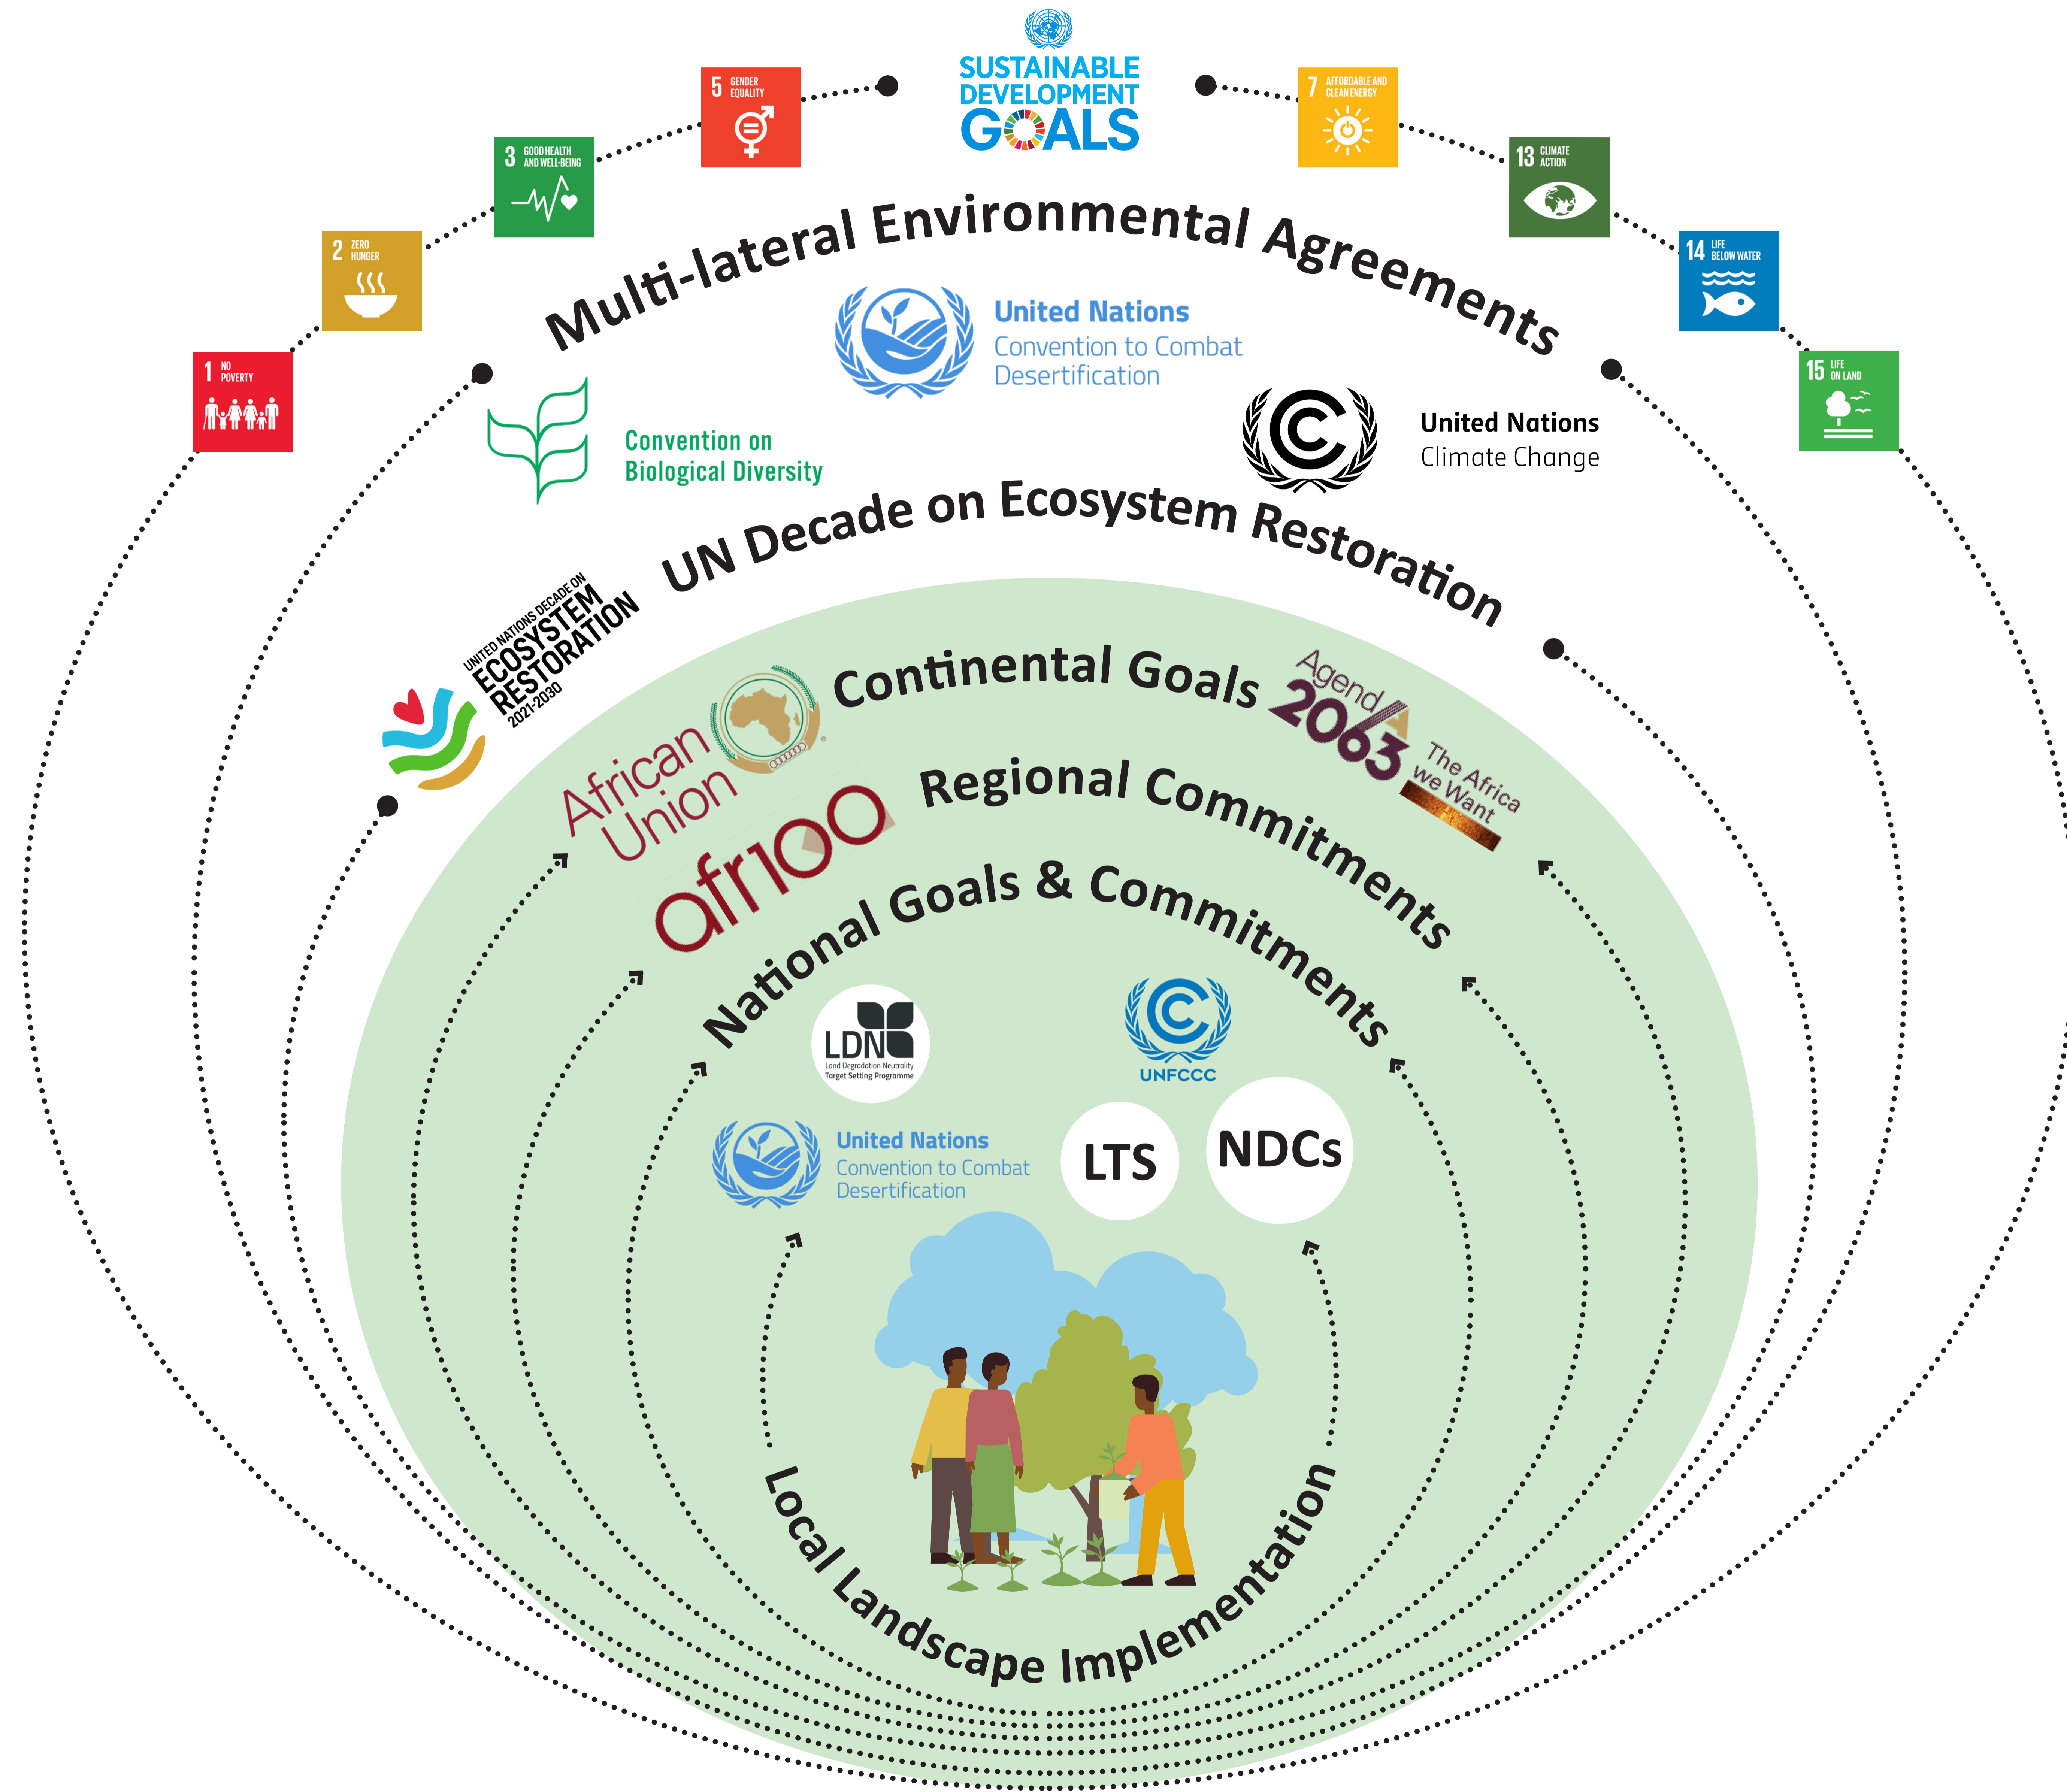 SUSTAINABLE
DEVELOPMENT
GOALS
1 NO
POVERTY
2 ZERO
HUNGER
3 GOOD HEALTH
AND WELL-BEING
5 GENDER
EQUALITY
7 AFFORDABLE AND
CLEAN ENERGY
13 CLIMATE
ACTION
14 LIFE
BELOW WATER
15 LIFE
ON LAND
Multi-lateral Environmental Agreements
United Nations
Convention to Combat
Desertification
Convention on
Biological Diversity
United Nations
Climate Change
UN Decade on Ecosystem Restoration
UNITED NATIONS DECADE ON
ECOSYSTEM
RESTORATION
2021-2030
Continental Goals
African
Union
Agenda
2063
The Africa
we Want
Regional Commitments
afr100
National Goals & Commitments
LDN
Land Degradation Neutrality
Target Setting Programme
UNFCCC
United Nations
Convention to Combat
Desertification
LTS
NDCs
Local Landscape Implementation